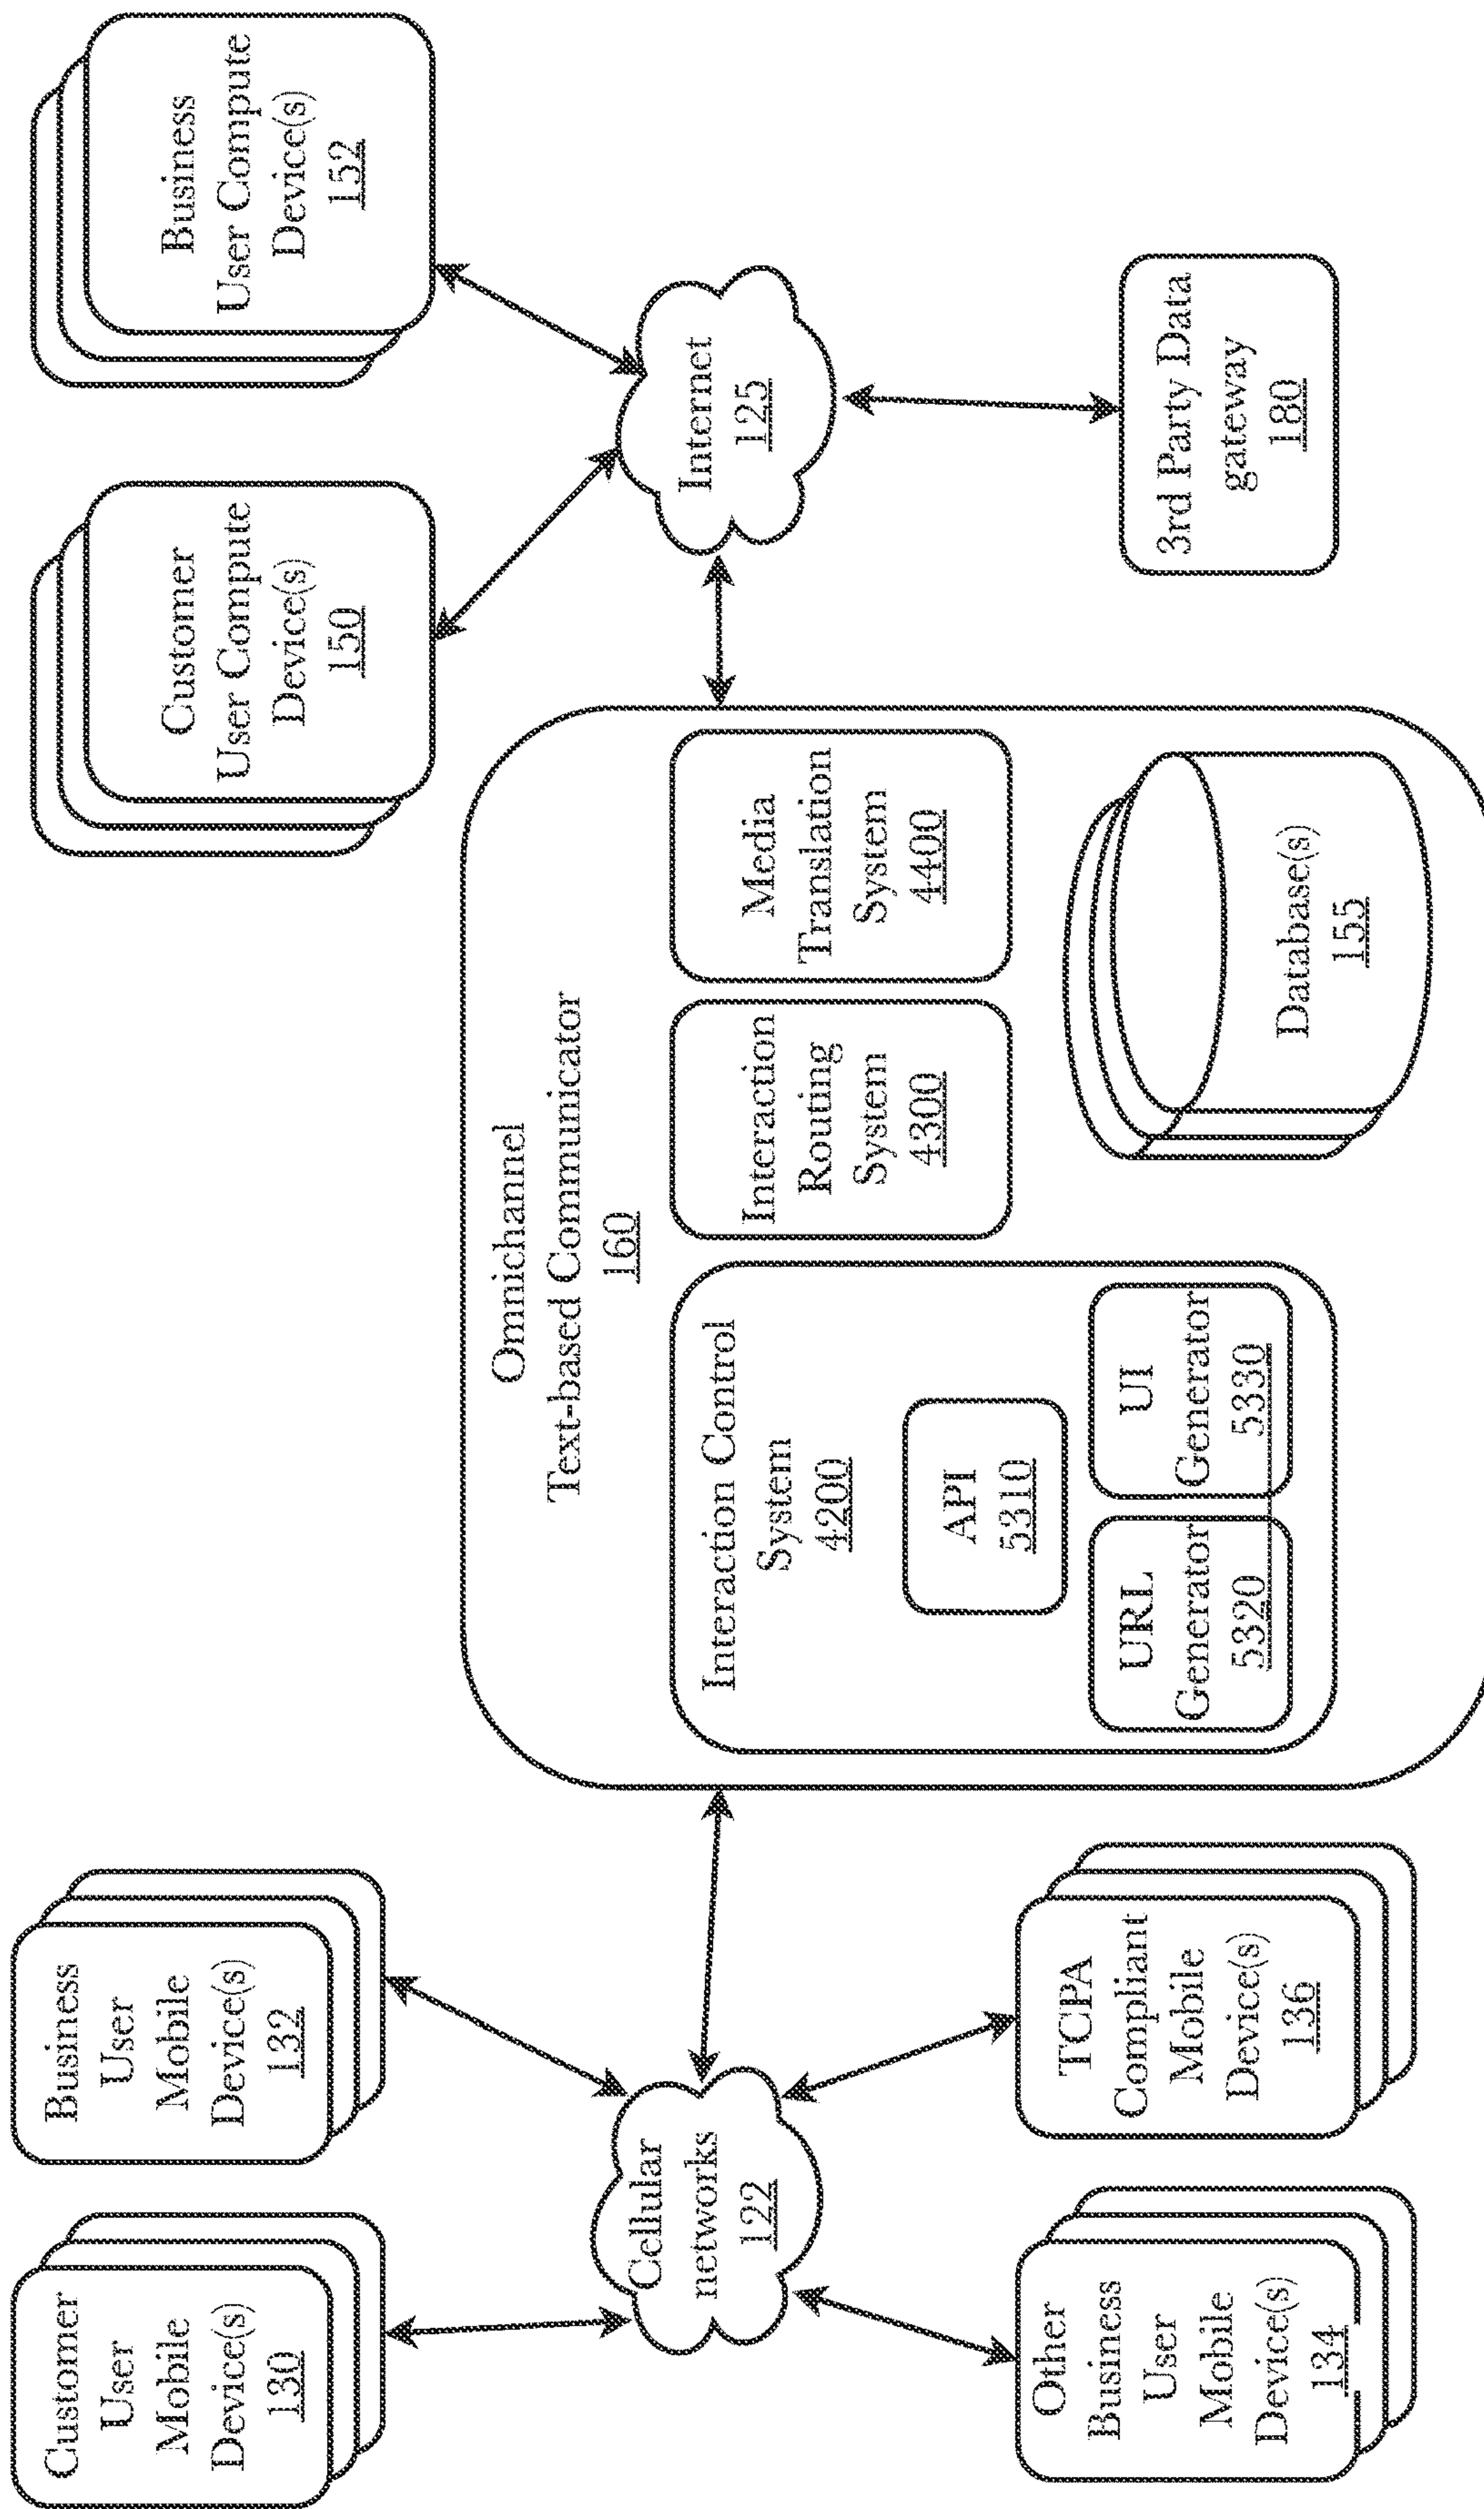 Customer
User
Mobile
Device(s)
130
Business
User
Mobile
Device(s)
132
Customer
User Compute
Device(s)
150
Business
User Compute
Device(s)
152
Cellular
networks
122
Omnichannel
Text-based Communicator
160
Interaction Control
System
4200
API
5310
URL
Generator
5320
UI
Generator
5330
Interaction
Routing
System
4300
Media
Translation
System
4400
Database(s)
155
Internet
125
Other
Business
User
Mobile
Device(s)
134
TCPA
Compliant
Mobile
Device(s)
136
3rd Party Data
gateway
180